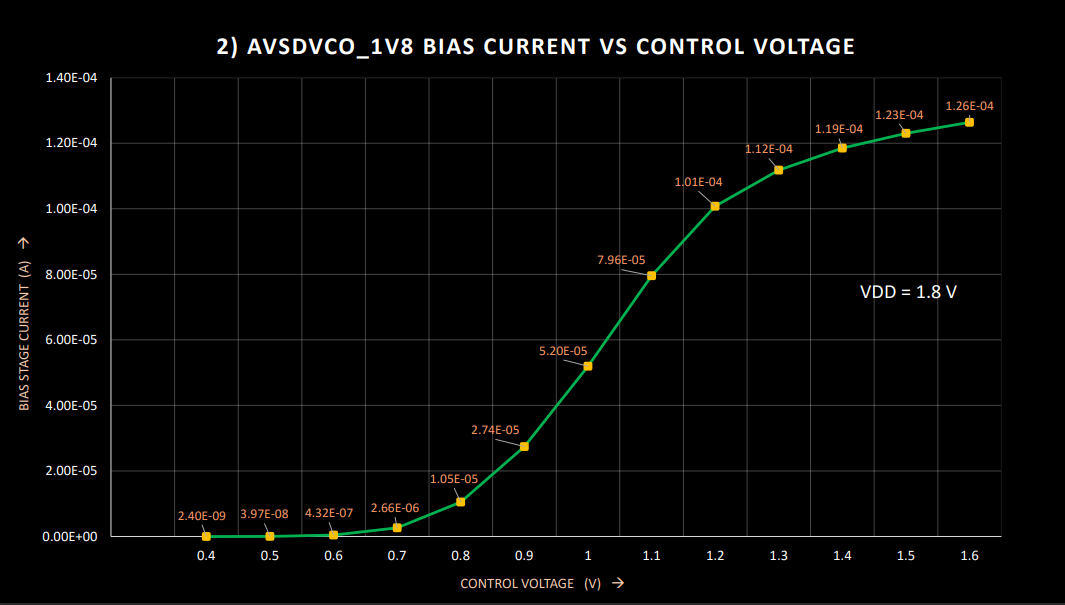 2) AVSDVCO_1V8 BIAS CURRENT VS CONTROL VOLTAGE
1.40E-04
1.20E-04
1.00E-04
8.00E-05
6.00E-05
4.00E-05
2.00E-05
0.00E+00
BIAS STAGE CURRENT (A) →
2.40E-09
3.97E-08
4.32E-07
2.66E-06
1.05E-05
2.74E-05
5.20E-05
7.96E-05
1.01E-04
1.12E-04
1.19E-04
1.23E-04
1.26E-04
VDD = 1.8 V
0.4 0.5 0.6 0.7 0.8 0.9 1 1.1 1.2 1.3 1.4 1.5 1.6
CONTROL VOLTAGE (V) →